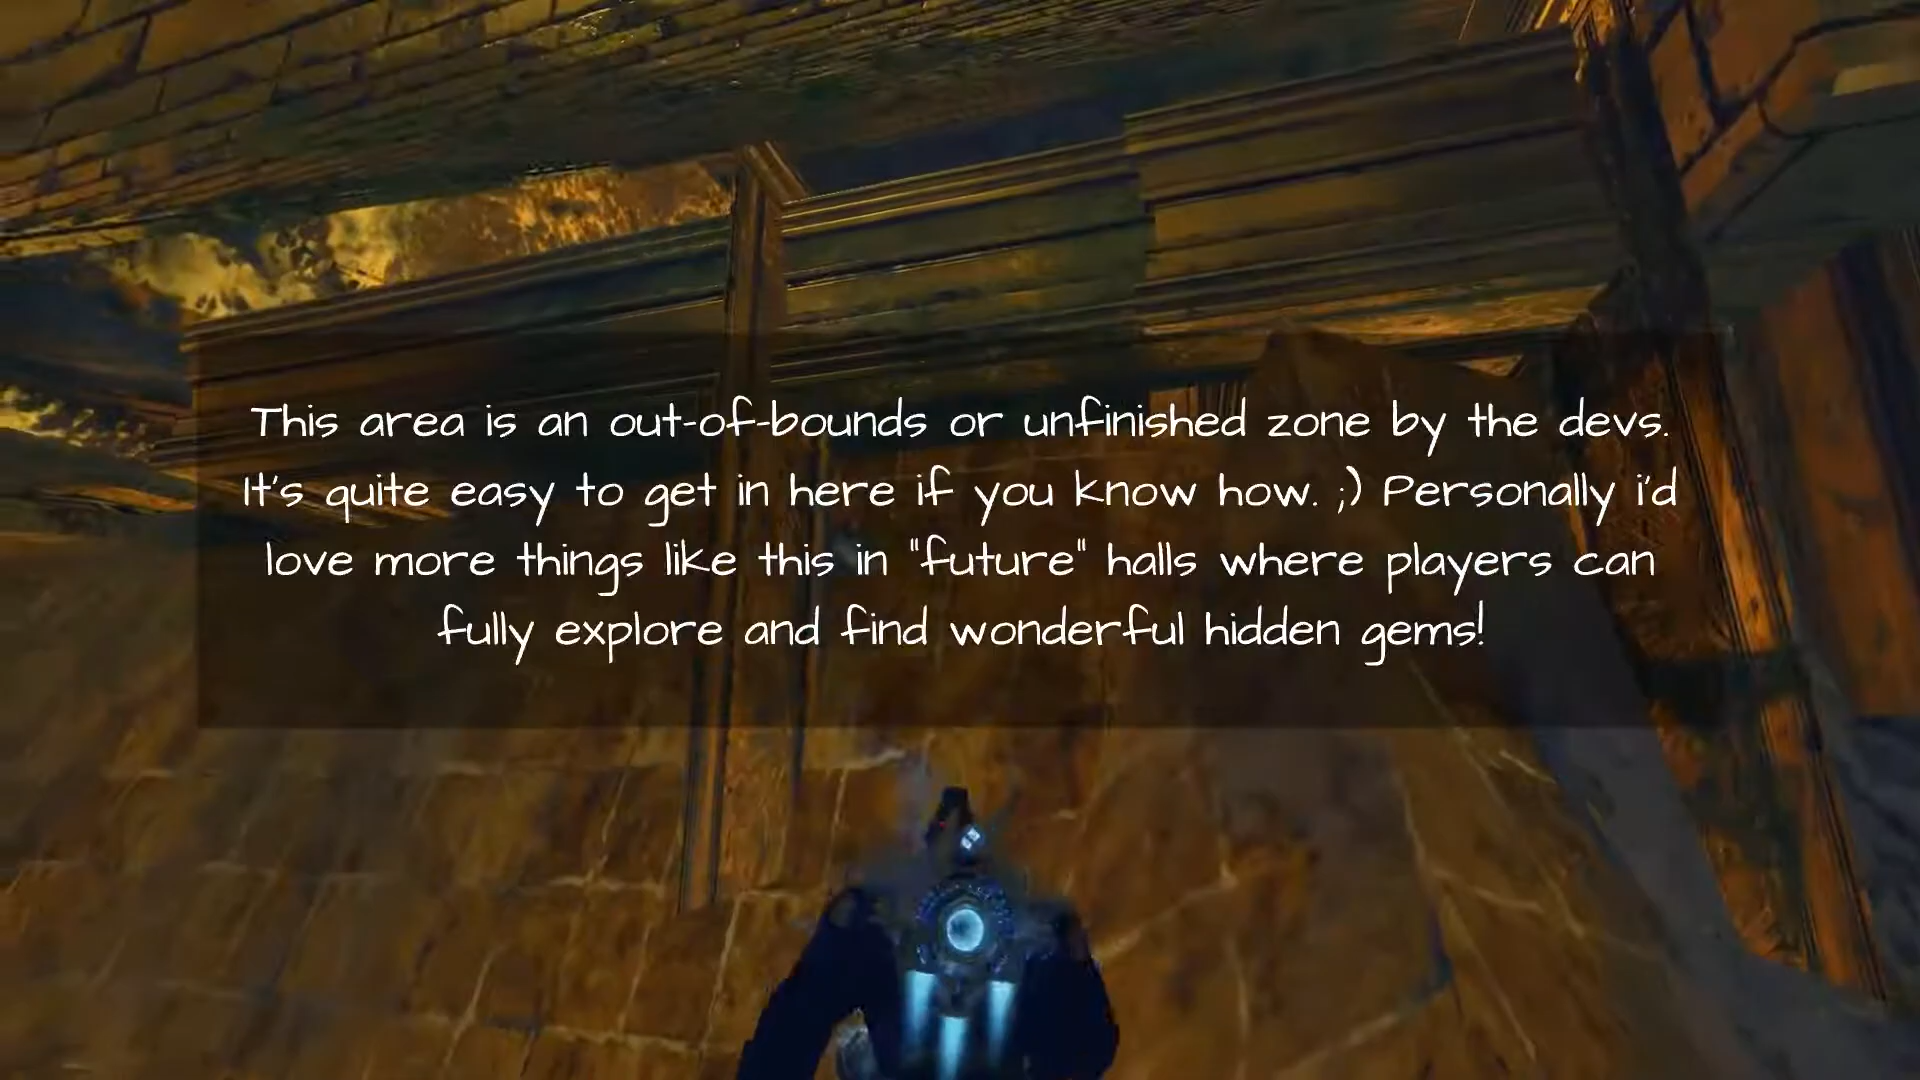 This area is an out-of-bounds or unfinished zone by the devs.
It's quite easy to get in here if you know how. ;) Personally i'd
love more things like this in "future" halls where players can
fully explore and find wonderful hidden gems!